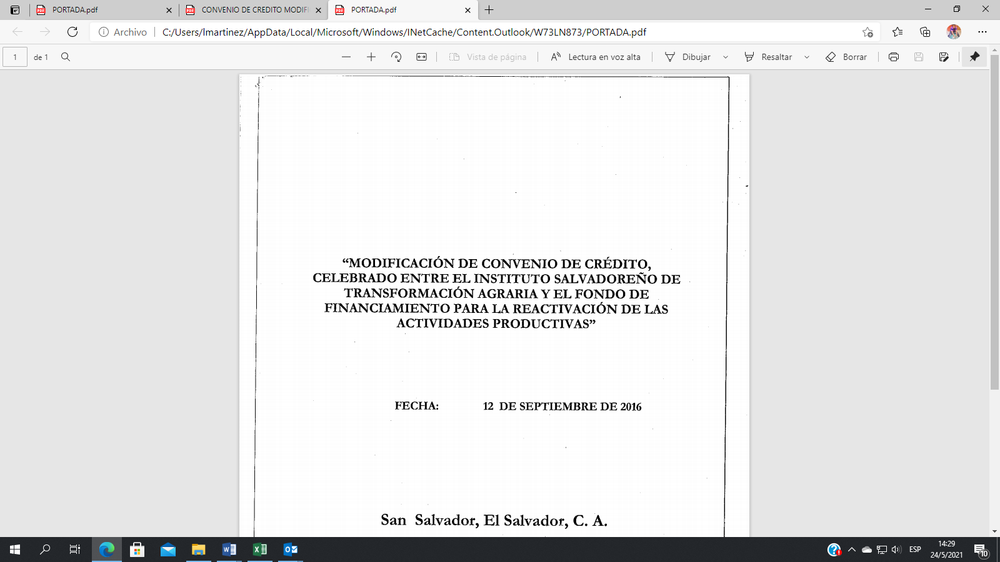 PORTADA.pdf
CONVENIO DE CREDITO MODIFI
PORTADA.pdf
Archivo
C:/Users/lmartinez/AppData/Local/Microsoft/Windows/INetCache/Content.Outlook/W73LN873/PORTADA.pdf
1
de 1
Vista de página
Lectura en voz alta
Dibujar
Resaltar
Borrar
“MODIFICACIÓN DE CONVENIO DE CRÉDITO,
CELEBRADO ENTRE EL INSTITUTO SALVADOREÑO DE
TRANSFORMACIÓN AGRARIA Y EL FONDO DE
FINANCIAMIENTO PARA LA REACTIVACIÓN DE LAS
ACTIVIDADES PRODUCTIVAS”
FECHA: 12 DE SEPTIEMBRE DE 2016
San Salvador, El Salvador, C. A.
ESP
14:29
24/5/2021
10